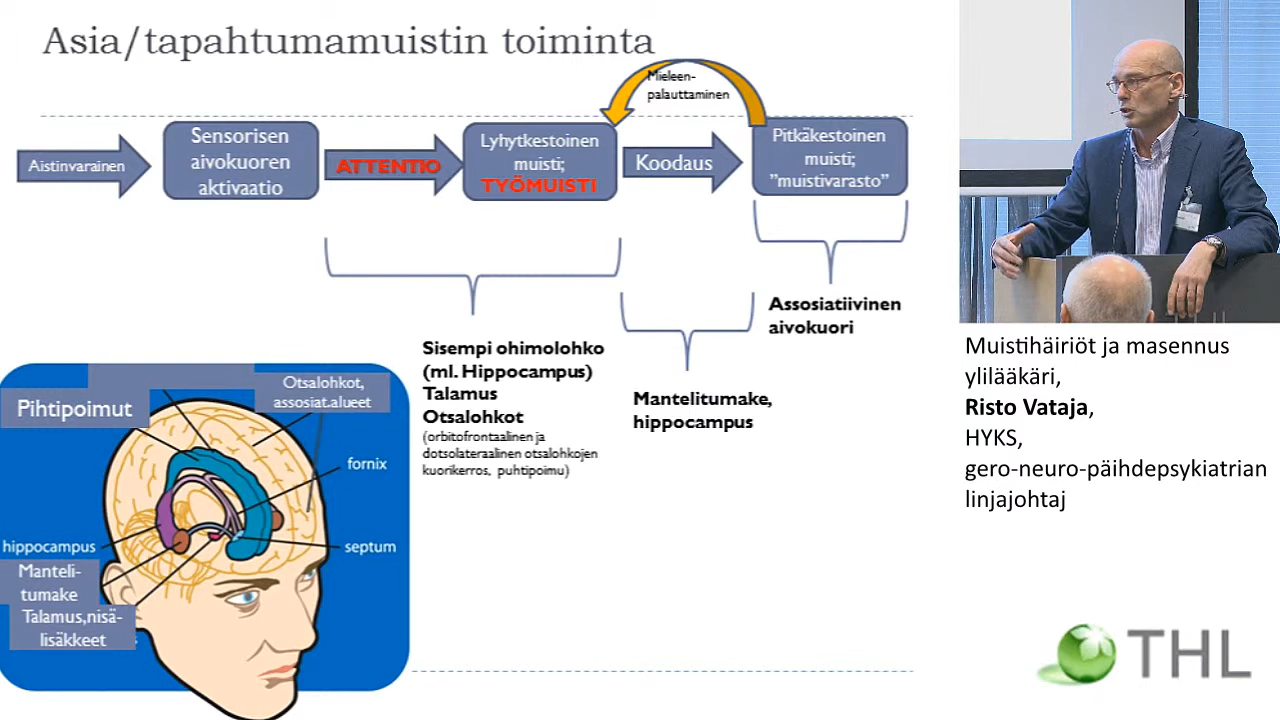 Asia/tapahtumamuistin toiminta
Mieleen-
palauttaminen
Aistinvarainen
Sensorisen
aivokuoren
aktivaatio
ATTENTIO
Lyhytkestoinen
muisti;
TYÖMUISTI
Koodaus
Pitkäkestoinen
muisti;
”muistivarasto”
Sisempi ohimolohko
(ml. Hippocampus)
Talamus
Otsalohkot
(orbitofrontaalinen ja
dotsolateraalinen otsalohkojen
kuorikerros, puhtipoimu)
Mantelitumake,
hippocampus
Assosiatiivinen
aivokuori
Pihtipoimut
Otsalohkot,
assosiat.alueet
fornix
hippocampus
septum
Manteli-
tumake
Talamus,nisä-
lisäkkeet
Muistihäiriöt ja masennus
ylilääkäri,
Risto Vataja,
HYKS,
gero-neuro-päihdepsykiatrian
linjajohtaj
THL